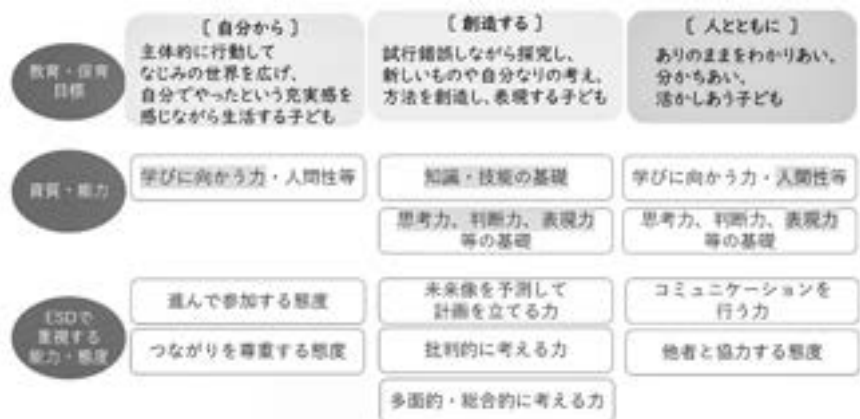 教育・保育
目標
[ 自分から ]
主体的に行動して
なじみの世界を広げ、
自分でやったという充実感を
感じながら生活する子ども
[ 創造する ]
試行錯誤しながら探究し、
新しいものや自分なりの考え、
方法を創造し、表現する子ども
[ 人とともに ]
ありのままをわかりあい、
分かちあい、
活かしあう子ども
資質・能力
学びに向かう力・人間性等
知識・技能の基礎
思考力、判断力、表現力
等の基礎
学びに向かう力・人間性等
思考力、判断力、表現力
等の基礎
ESDで
重視する
能力・態度
進んで参加する態度
つながりを尊重する態度
未来像を予測して
計画を立てる力
批判的に考える力
多面的・総合的に考える力
コミュニケーションを
行う力
他者と協力する態度